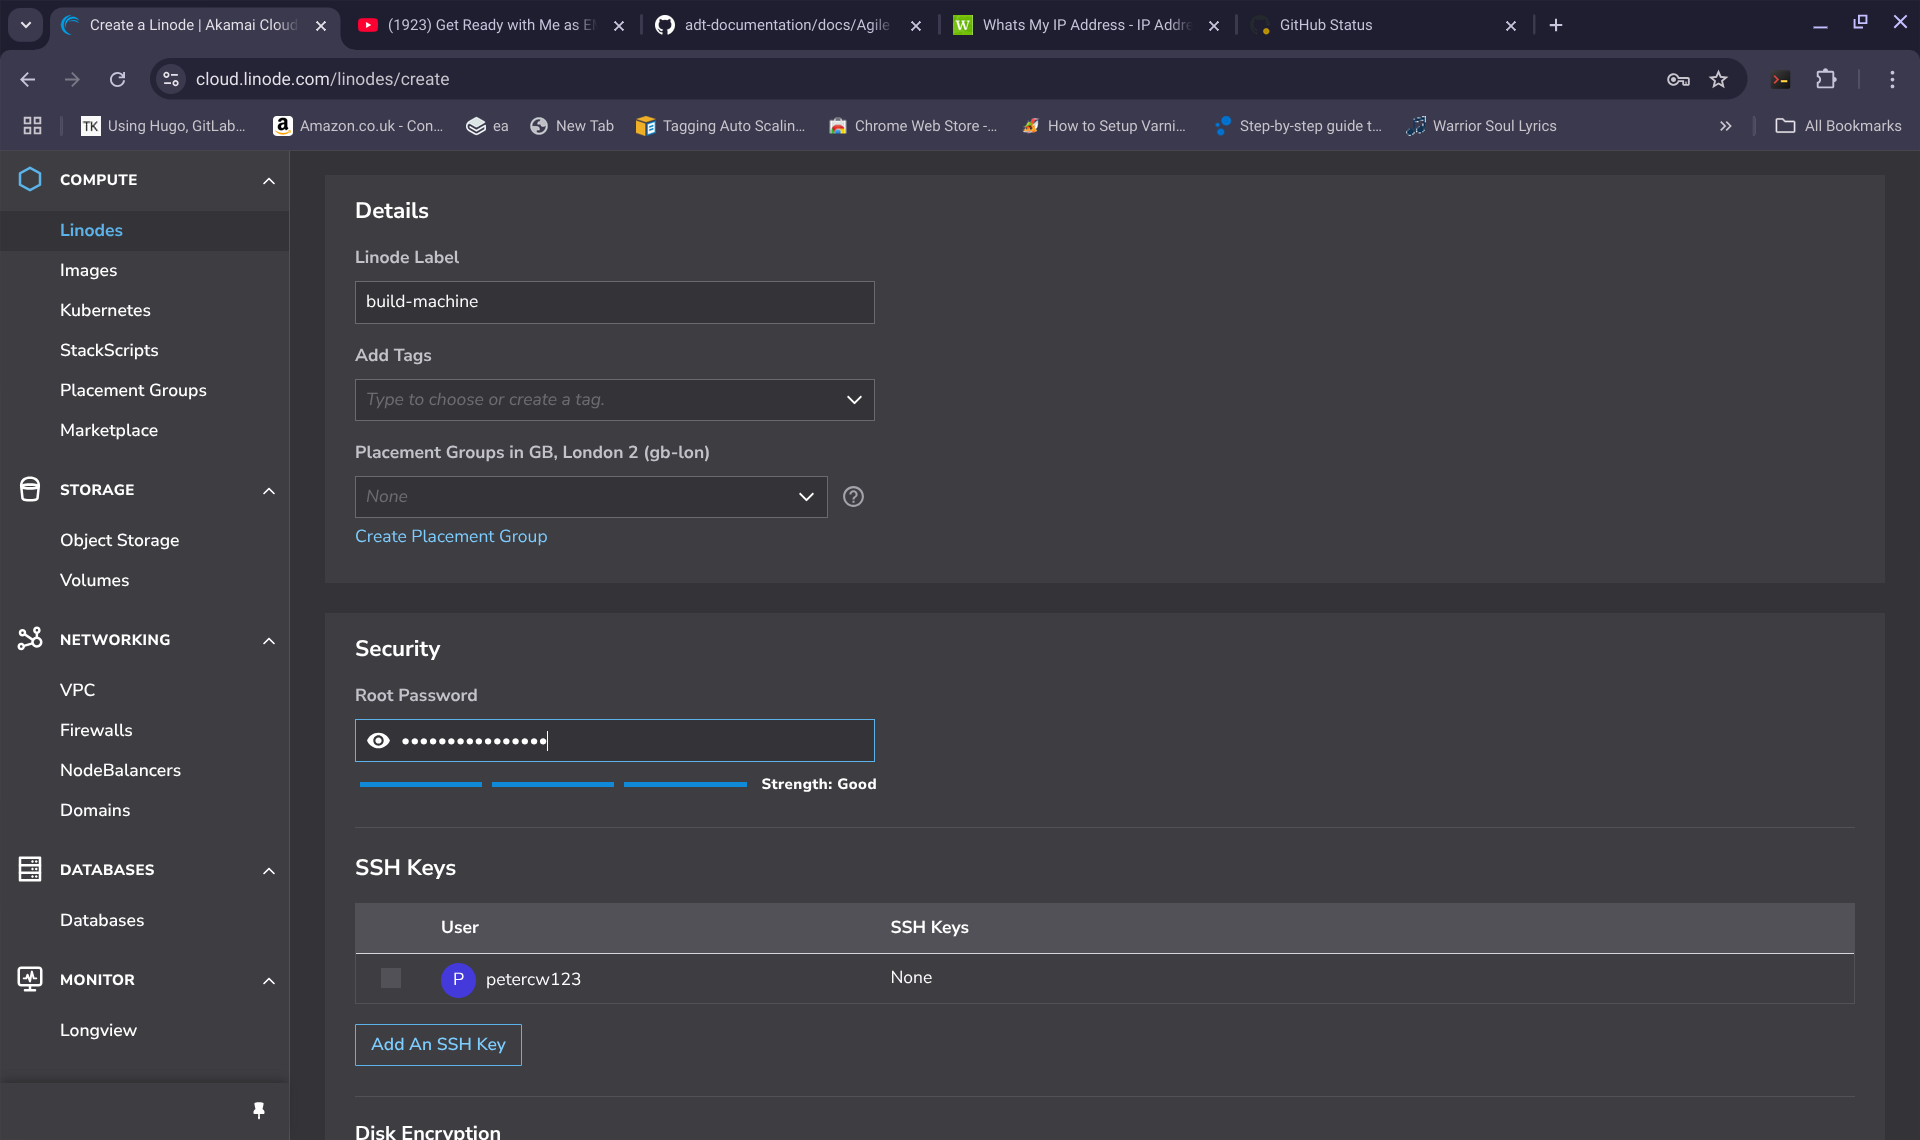 Create a Linode | Akamai Cloud
(1923) Get Ready with Me as
adt-documentation/docs/Agile
W
Whats My IP Address - IP Addre
GitHub Status
cloud.linode.com/linodes/create
TK
Using Hugo, GitLab...
Amazon.co.uk - Con...
ea
New Tab
Tagging Auto Scalin...
Chrome Web Store -...
How to Setup Varni...
Step-by-step guide t...
Warrior Soul Lyrics
All Bookmarks
COMPUTE
Linodes
Images
Kubernetes
StackScripts
Placement Groups
Marketplace
STORAGE
Object Storage
Volumes
NETWORKING
VPC
Firewalls
NodeBalancers
Domains
DATABASES
Databases
MONITOR
Longview
Details
Linode Label
build-machine
Add Tags
Type to choose or create a tag.
Placement Groups in GB, London 2 (gb-lon)
None
Create Placement Group
Security
Root Password
••••••••••••••••
Strength: Good
SSH Keys
User SSH Keys
P petercw123 None
Add An SSH Key
Disk Encryption